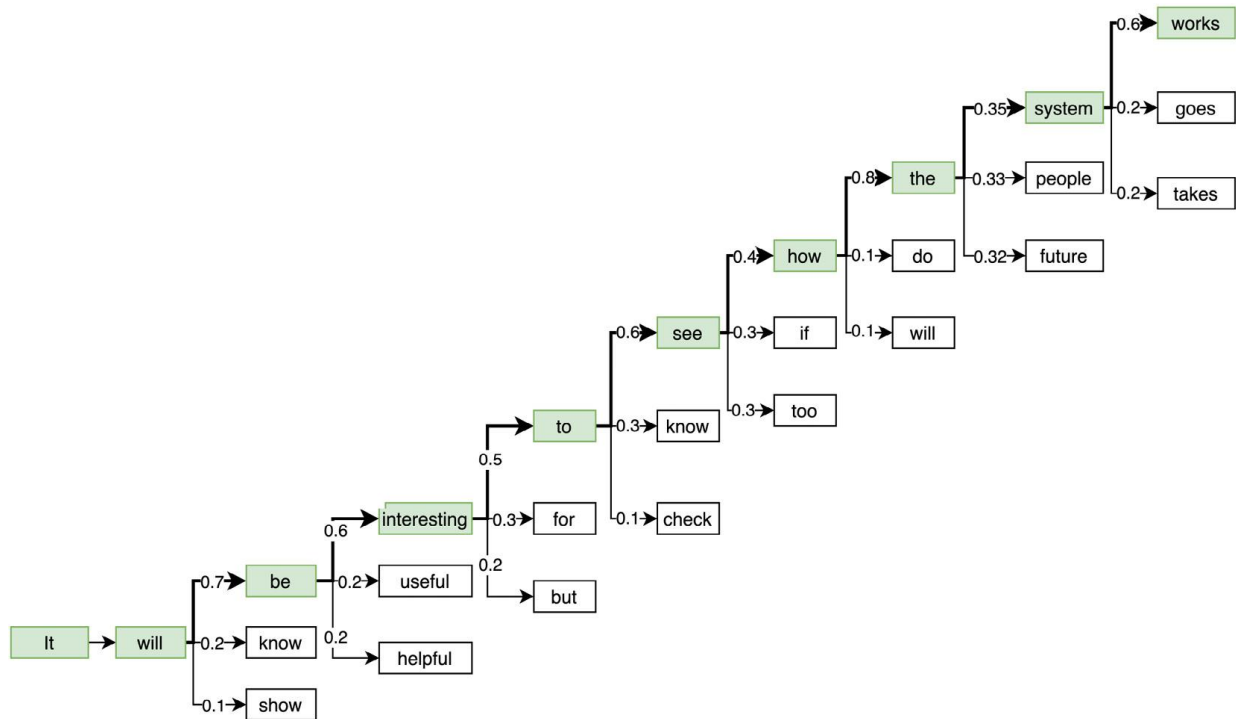 0.6 works
0.35 system 0.2 goes
0.8 the 0.33 people 0.2 takes
0.4 how 0.1 do 0.32 future
0.6 see 0.3 if 0.1 will
0.3 too
to 0.3 know
0.5
interesting 0.3 for 0.1 check
0.6
0.2
0.7 be 0.2 useful
but
It will 0.2 know 0.2 helpful
0.1 show